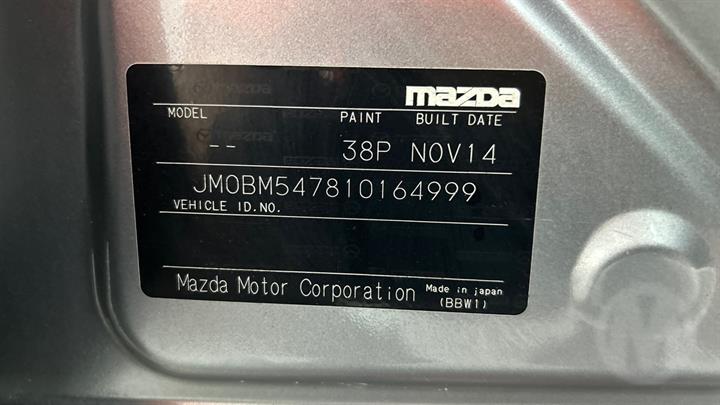 mazda
MODEL PAINT BUILT DATE
-- 38P NOV14
JM0BM547810164999
VEHICLE ID.NO.
Mazda Motor Corporation Made in japan
(BBW1)